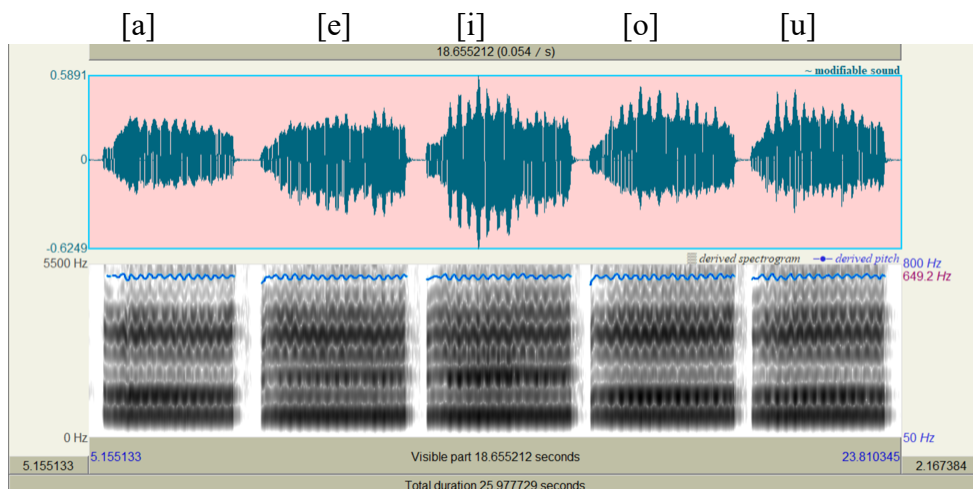 [a] [e] [i] [o] [u]
18.655212 (0.054 / s)
0.5891
~ modifiable sound
0
-0.6249
5500 Hz
derived spectrogram
derived pitch
800 Hz
649.2 Hz
0 Hz
50 Hz
5.155133
Visible part 18.655212 seconds
23.810345
5.155133
2.167384
Total duration 25.977729 seconds